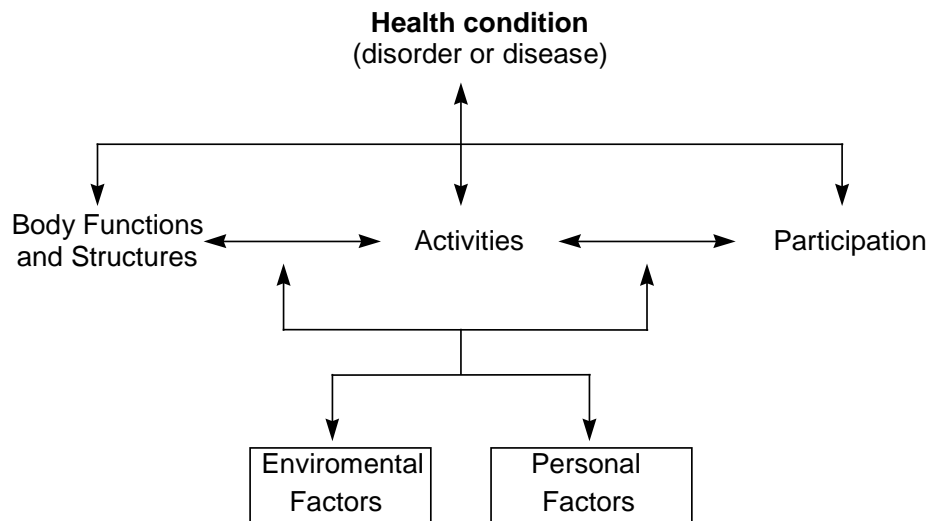 Health condition
(disorder or disease)
Body Functions
and Structures
Activities
Participation
Enviromental
Factors
Personal
Factors